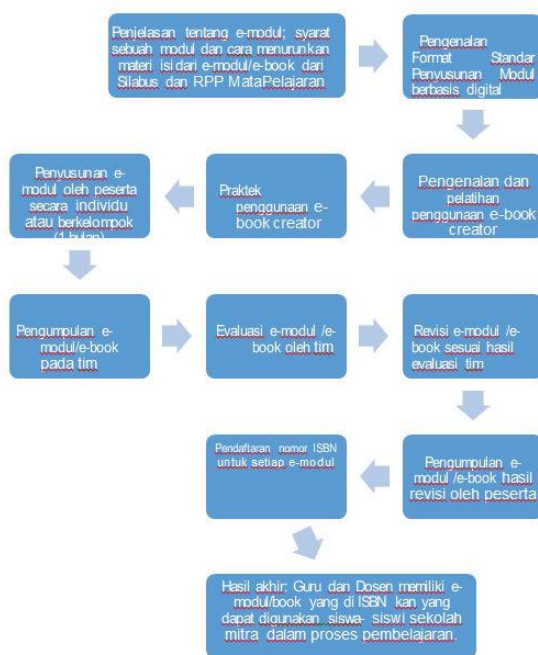 Penjelasan tentang e-modul; syarat
sebuah modul dan cara menurunkan
materi isi dari e-modul/e-book dari
Silabus dan RPP MataPelajaran
Pengenalan
Format Standar
Penyusunan Modul
berbasis digital
Pengenalan dan
pelatihan
penggunaan e-book
creator
Praktek
penggunaan e-
book creator
Penyusunan e-
modul oleh peserta
secara individu
atau berkelompok
(1 bulan)
Pengumpulan e-
modul/e-book
pada tim
Evaluasi e-modul /e-
book oleh tim
Revisi e-modul /e-
book sesuai hasil
evaluasi tim
Pengumpulan e-
modul /e-book hasil
revisi oleh peserta
Pendaftaran nomor ISBN
untuk setiap e-modul
Hasil akhir: Guru dan Dosen memiliki e-
modul/book yang di ISBN kan yang
dapat digunakan siswa- siswi sekolah
mitra dalam proses pembelajaran.